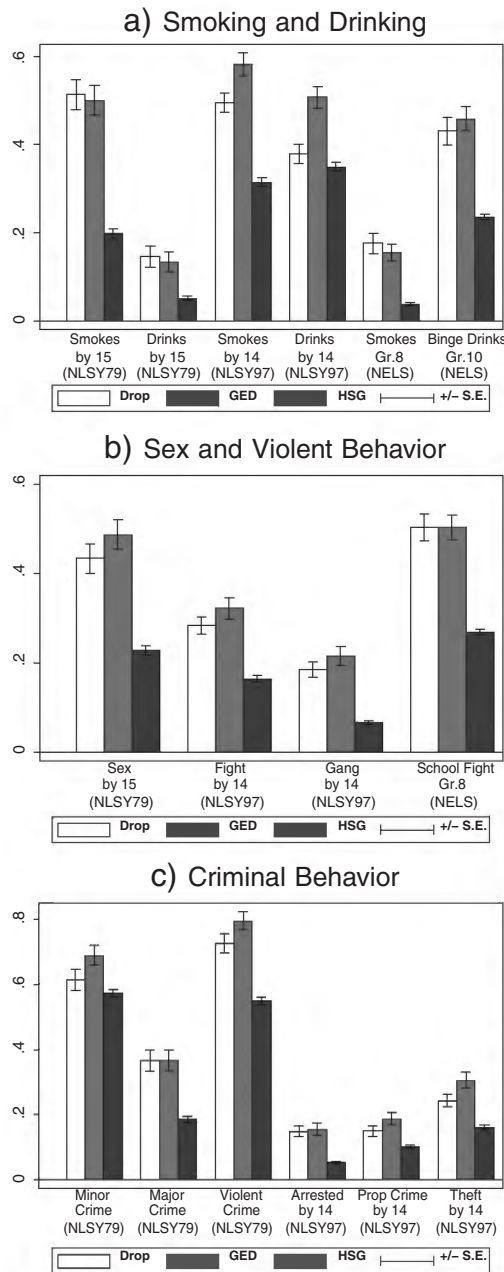 a) Smoking and Drinking
.6
.4
.2
0
Smokes Drinks Smokes Drinks Smokes Binge Drinks
by 15 by 15 by 14 by 14 Gr.8 Gr.10
(NLSY79) (NLSY79) (NLSY97) (NLSY97) (NELS) (NELS)
Drop GED HSG +/− S.E.
b) Sex and Violent Behavior
.6
.4
.2
0
Sex Fight Gang School Fight
by 15 by 14 by 14 Gr.8
(NLSY79) (NLSY97) (NLSY97) (NELS)
Drop GED HSG +/− S.E.
c) Criminal Behavior
.8
.6
.4
.2
0
Minor Major Violent Arrested Prop Crime Theft
Crime Crime Crime by 14 by 14 by 14
(NLSY79) (NLSY79) (NLSY79) (NLSY97) (NLSY97) (NLSY97)
Drop GED HSG +/− S.E.